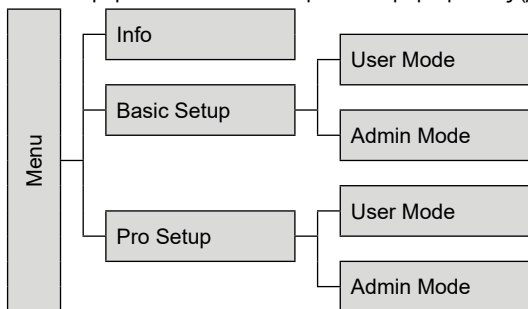 Menu
Info
Basic Setup
User Mode
Admin Mode
Pro Setup
User Mode
Admin Mode